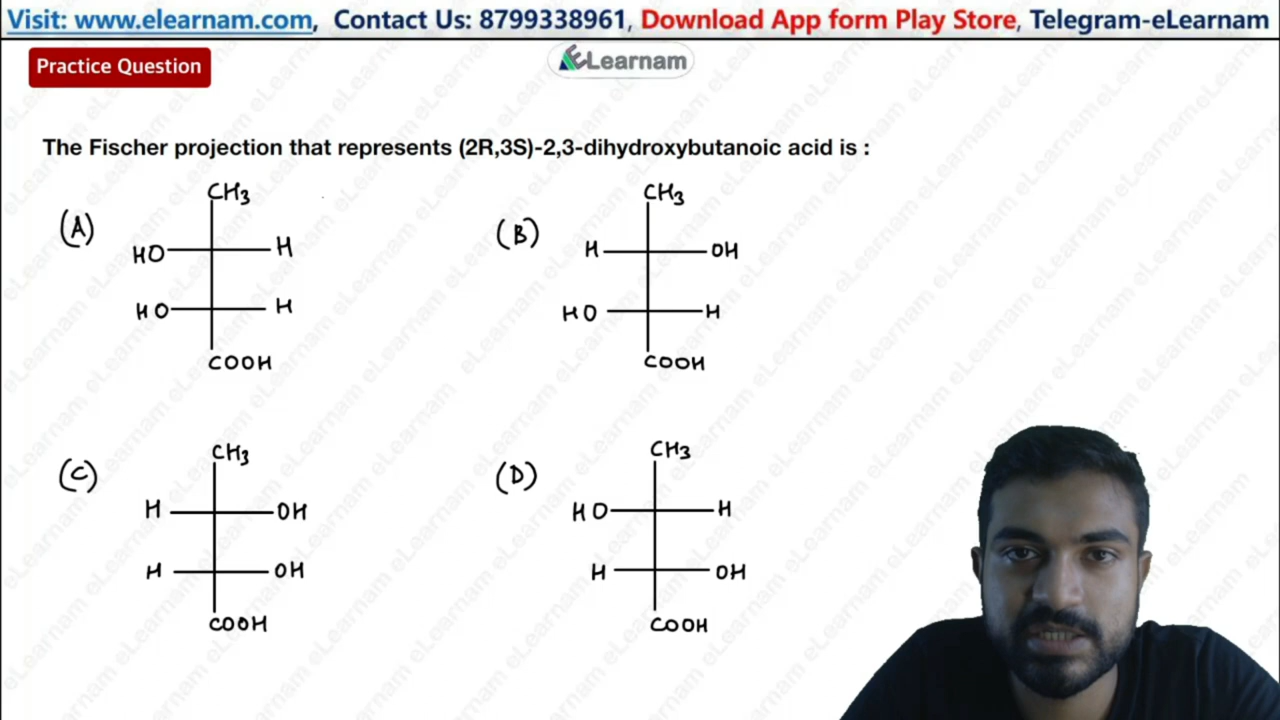 Visit: www.elearnam.com, Contact Us: 8799338961, Download App form Play Store, Telegram-eLearnam
Practice Question
ELearnam
The Fischer projection that represents (2R,3S)-2,3-dihydroxybutanoic acid is :
(A)
CH3
HO H
HO H
COOH
(B)
CH3
H OH
HO H
COOH
(C)
CH3
H OH
H OH
COOH
(D)
CH3
HO H
H OH
COOH